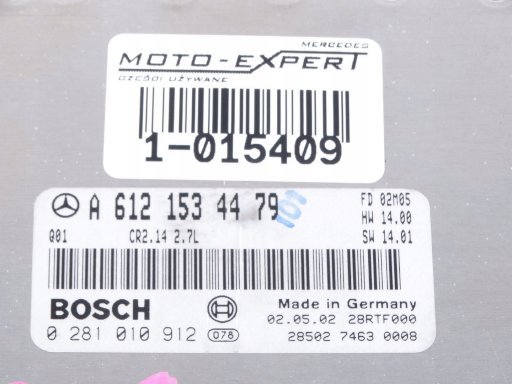 MERCEDES
MOTO-EXPERT
CZĘŚCI UŻYWANE
1-015409
A 612 153 44 79
101
FD 02M05
HW 14.00
Q01 CR2.14 2.7L
SW 14.01
BOSCH
Made in Germany
02.05.02 28RTF000
0 281 010 912 078
28502 7463 0008